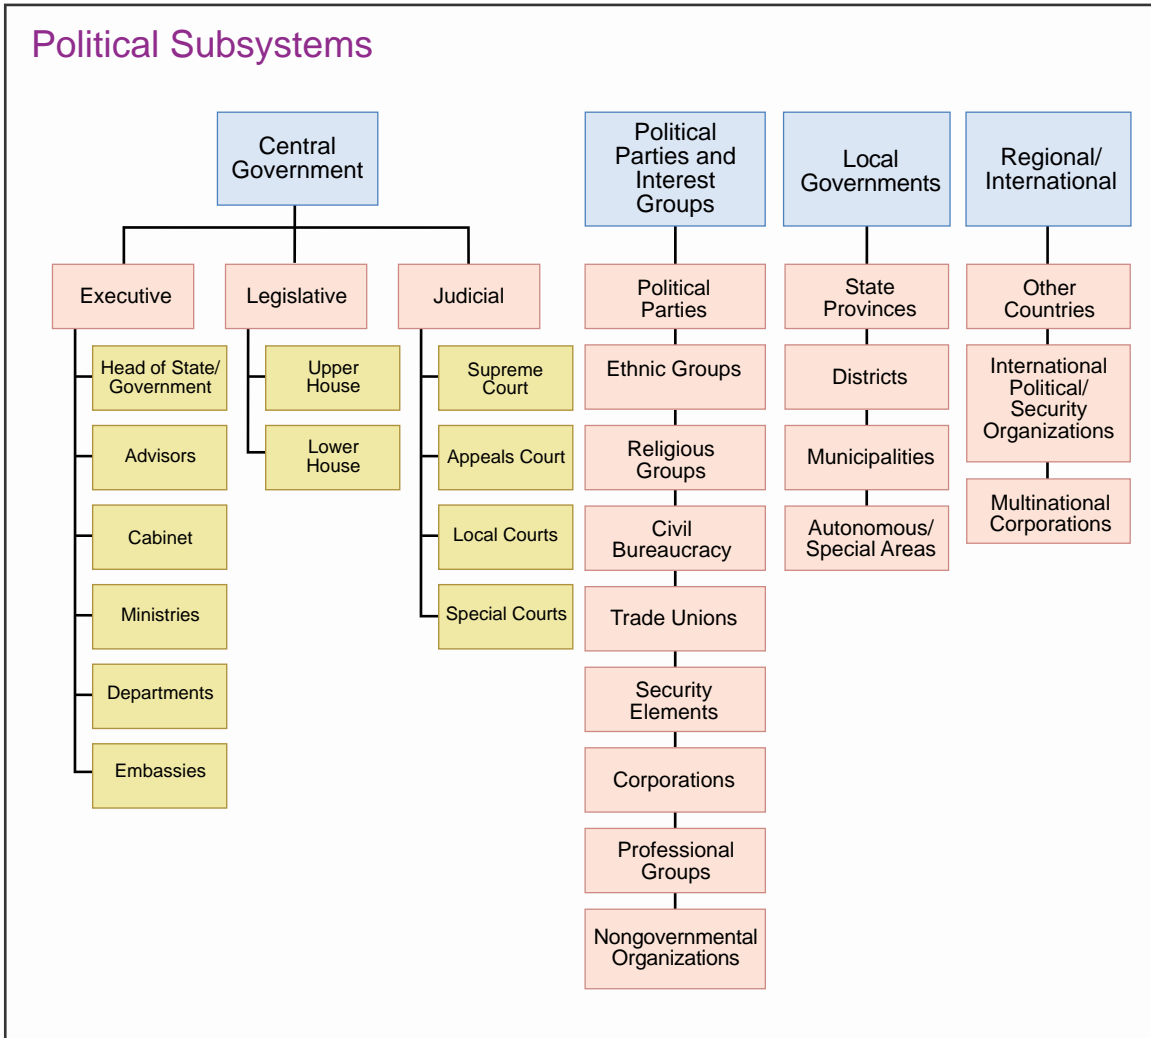 Political Subsystems
Central
Government
Political
Parties and
Interest
Groups
Local
Governments
Regional/
International
Executive
Legislative
Judicial
Political
Parties
State
Provinces
Other
Countries
Head of State/
Government
Upper
House
Supreme
Court
Ethnic Groups
Districts
International
Political/
Security
Organizations
Advisors
Lower
House
Appeals Court
Religious
Groups
Municipalities
Multinational
Corporations
Cabinet
Local Courts
Civil
Bureaucracy
Autonomous/
Special Areas
Ministries
Special Courts
Trade Unions
Departments
Security
Elements
Embassies
Corporations
Professional
Groups
Nongovernmental
Organizations